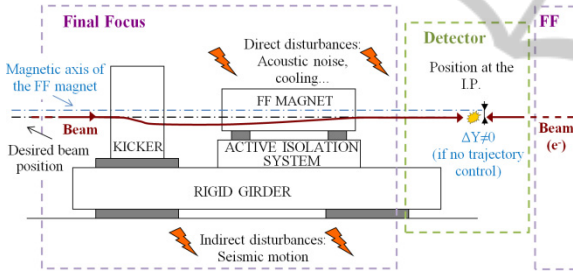 Final Focus
FF
Detector
Direct disturbances:
Acoustic noise,
cooling...
Magnetic axis of
the FF magnet
Position at the
I.P.
FF MAGNET
Beam
Beam
(e-)
Desired beam
position
KICKER
ACTIVE ISOLATION
SYSTEM
ΔY≠0
(if no trajectory
control)
RIGID GIRDER
Indirect disturbances:
Seismic motion